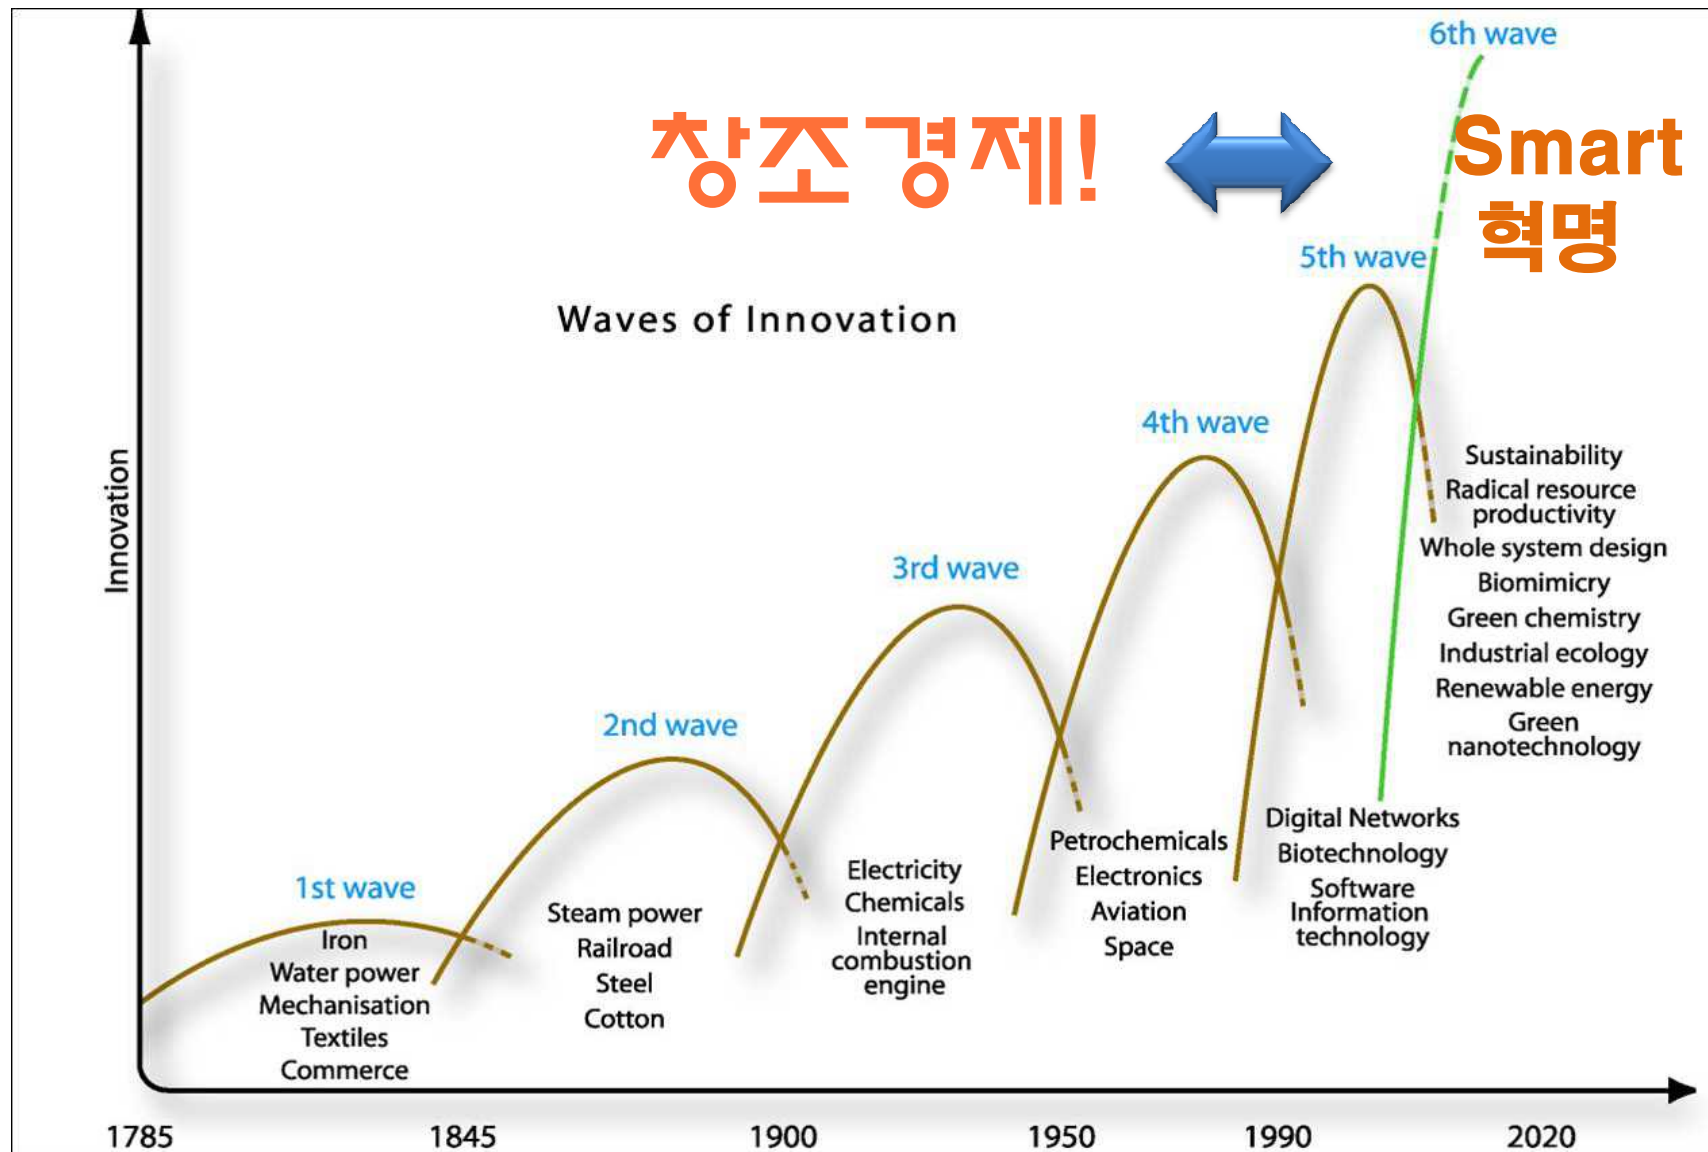 6th wave
창조경제!
Smart
혁명
5th wave
Waves of Innovation
4th wave
3rd wave
2nd wave
1st wave
Innovation
Iron
Water power
Mechanisation
Textiles
Commerce
Steam power
Railroad
Steel
Cotton
Electricity
Chemicals
Internal
combustion
engine
Petrochemicals
Electronics
Aviation
Space
Digital Networks
Biotechnology
Software
Information
technology
Sustainability
Radical resource
productivity
Whole system design
Biomimicry
Green chemistry
Industrial ecology
Renewable energy
Green
nanotechnology
1785 1845 1900 1950 1990 2020